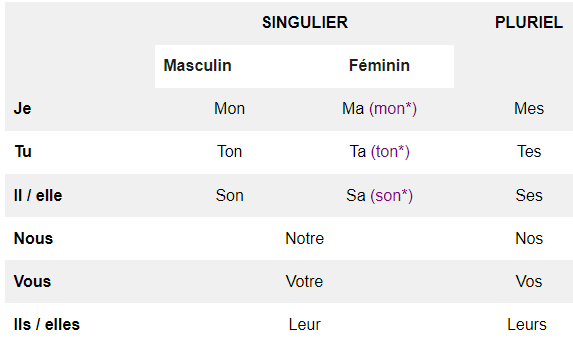 SINGULIER PLURIEL
Masculin Féminin
Je Mon Ma (mon*) Mes
Tu Ton Ta (ton*) Tes
Il / elle Son Sa (son*) Ses
Nous Notre Nos
Vous Votre Vos
Ils / elles Leur Leurs